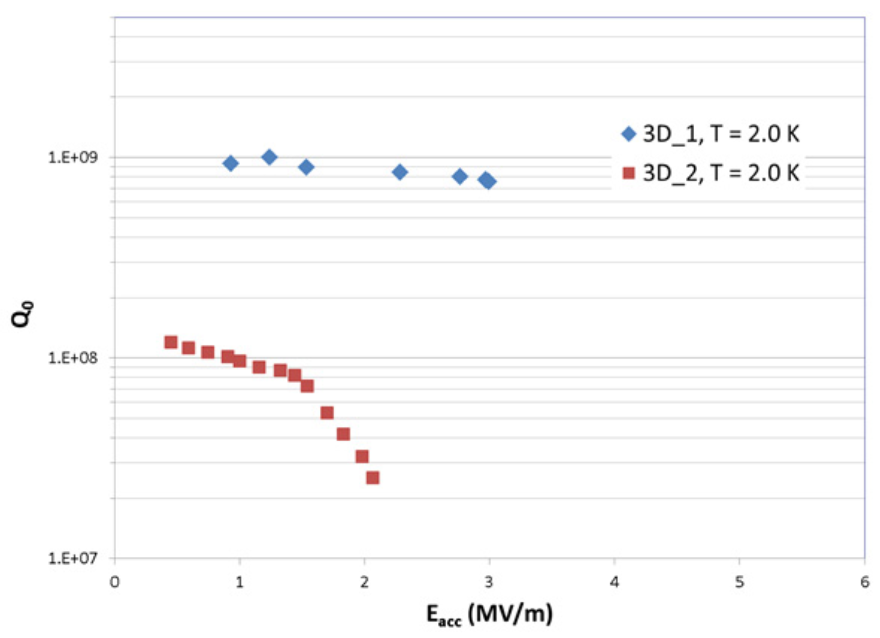 3D_1, T = 2.0 K
3D_2, T = 2.0 K
1.E+09
1.E+08
1.E+07
Q0
0 1 2 3 4 5 6
Eacc (MV/m)